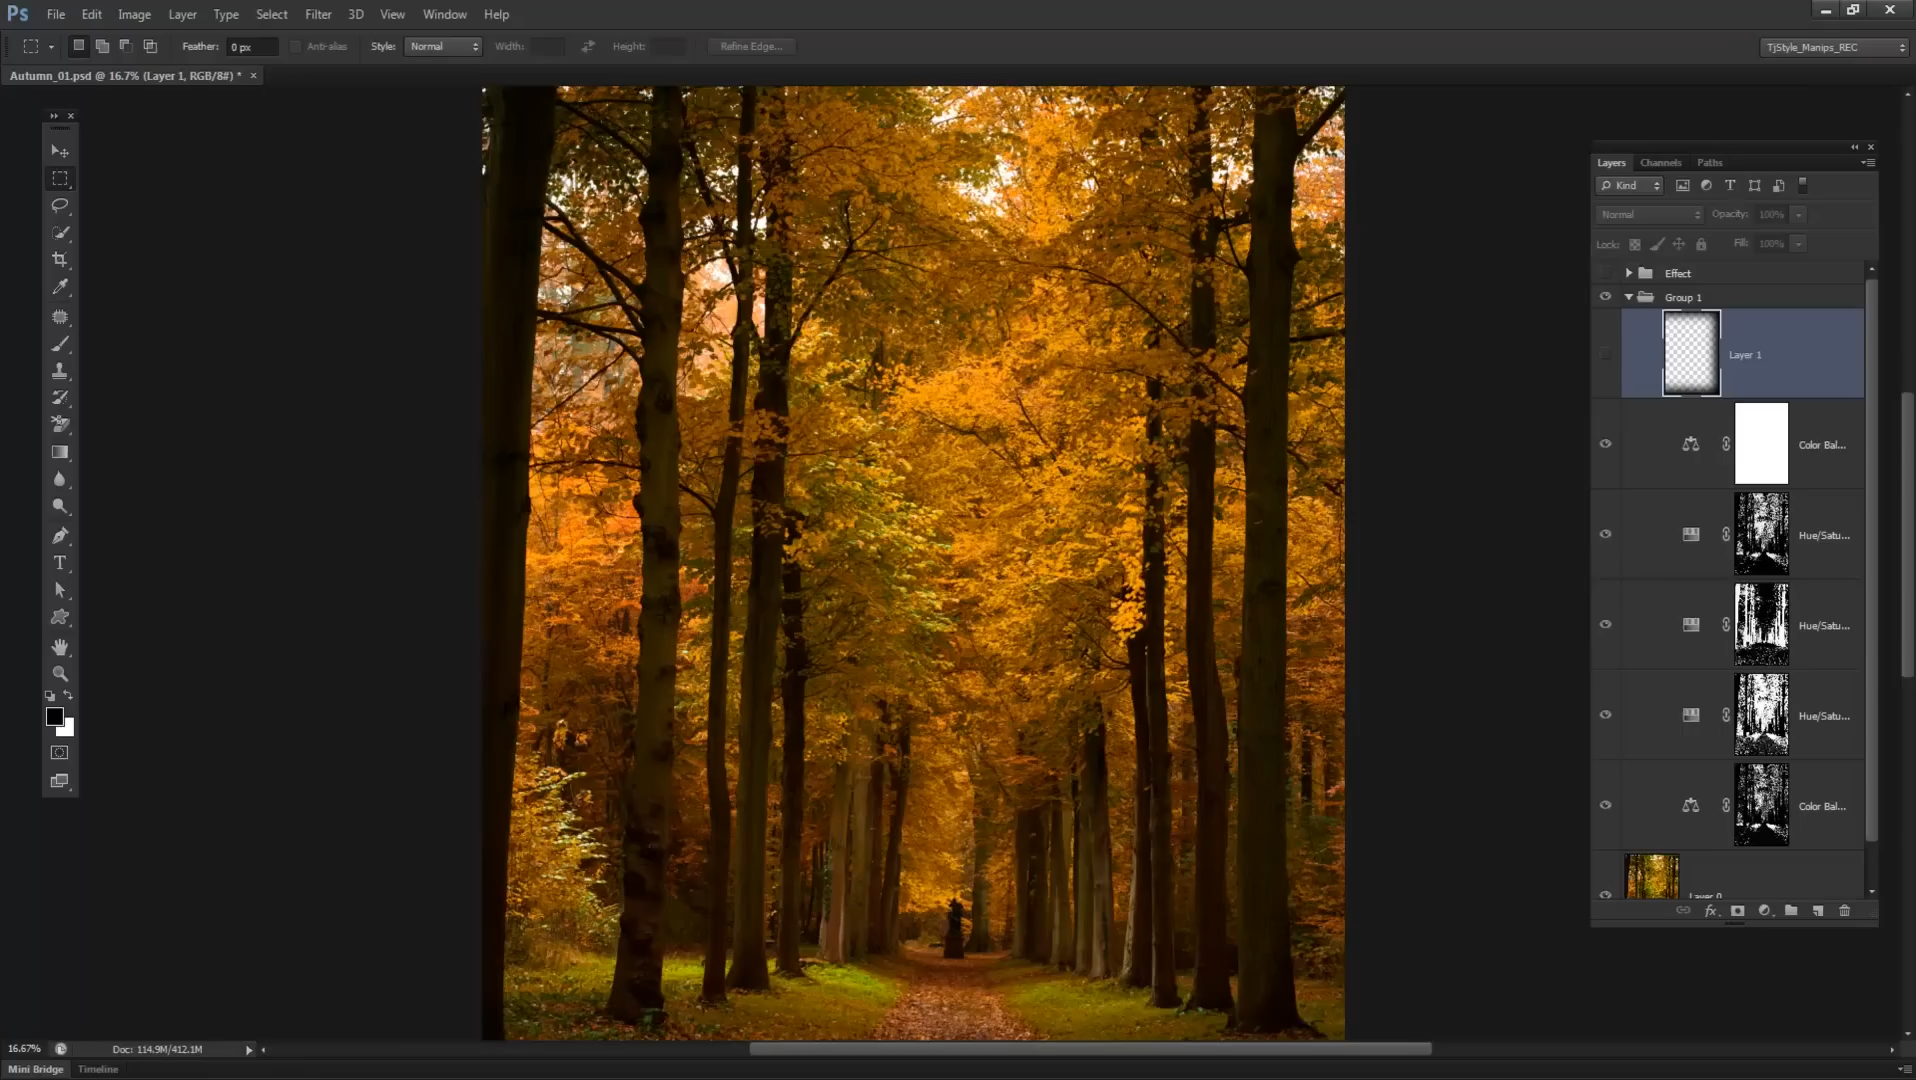 Ps File Edit Image Layer Type Select Filter 3D View Window Help
Feather: 0 px Anti-alias Style: Normal Width: Height: Refine Edge... TjStyle_Manips_REC
Autumn_01.psd @ 16.7% (Layer 1, RGB/8#) * ×
Layers Channels Paths
Kind
Normal Opacity: 100%
Lock: Fill: 100%
Effect
Group 1
Layer 1
Color Bal...
Hue/Satu...
Hue/Satu...
Hue/Satu...
Color Bal...
Layer 0
16.67% Doc: 114.9M/412.1M
Mini Bridge Timeline